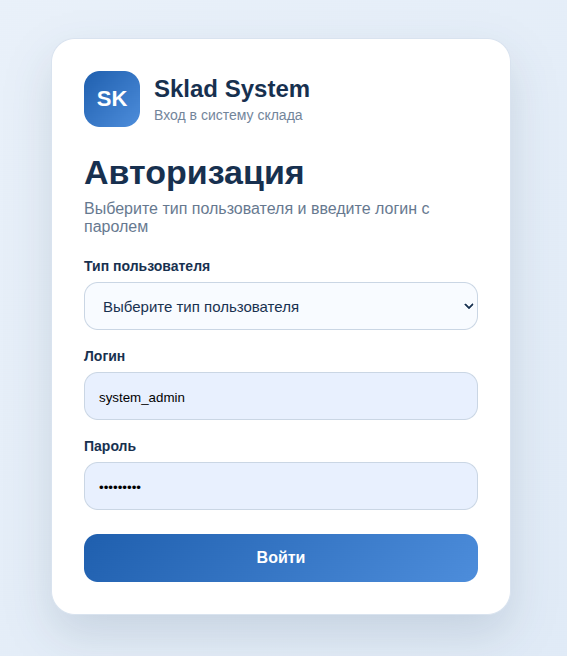 SK
Sklad System
Вход в систему склада
Авторизация
Выберите тип пользователя и введите логин с
паролем
Тип пользователя
Выберите тип пользователя
Логин
system_admin
Пароль
•••••••••
Войти